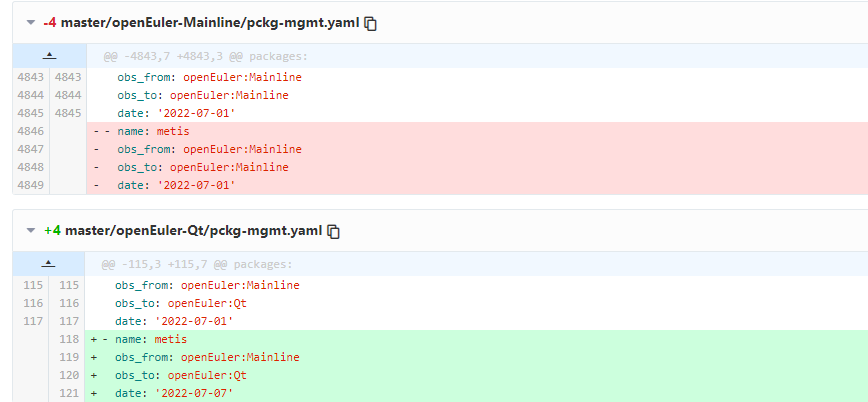 -4 master/openEuler-Mainline/pckg-mgmt.yaml
@@ -4843,7 +4843,3 @@ packages:
4843 4843 obs_from: openEuler:Mainline
4844 4844 obs_to: openEuler:Mainline
4845 4845 date: '2022-07-01'
4846 - - name: metis
4847 - obs_from: openEuler:Mainline
4848 - obs_to: openEuler:Mainline
4849 - date: '2022-07-01'
+4 master/openEuler-Qt/pckg-mgmt.yaml
@@ -115,3 +115,7 @@ packages:
115 115 obs_from: openEuler:Mainline
116 116 obs_to: openEuler:Qt
117 117 date: '2022-07-01'
118 + - name: metis
119 + obs_from: openEuler:Mainline
120 + obs_to: openEuler:Qt
121 + date: '2022-07-07'